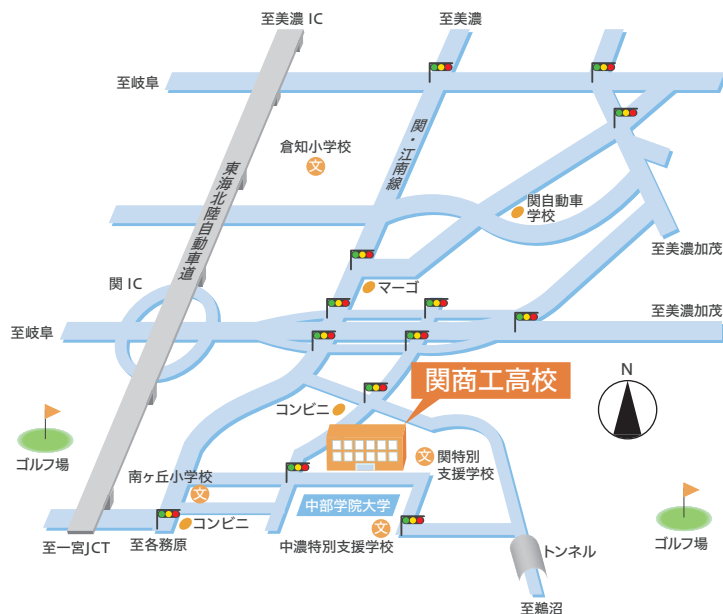 至美濃 IC
至美濃
至岐阜
倉知小学校
文
関・江南線
東海北陸自動車道
関自動車
学校
至美濃加茂
関 IC
マーゴ
至岐阜
至美濃加茂
関商工高校
N
コンビニ
ゴルフ場
文
関特別
支援学校
南ヶ丘小学校
文
中部学院大学
文
コンビニ
中濃特別支援学校
至一宮JCT
至各務原
トンネル
ゴルフ場
至鵜沼